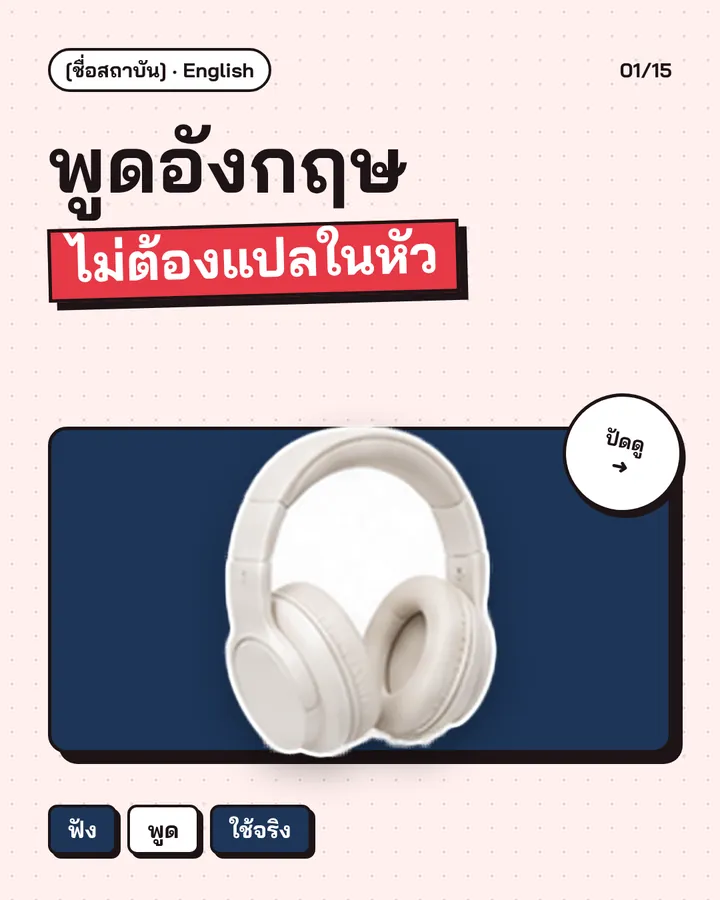 [ชื่อสถาบัน] · English
01/15
พูดอังกฤษ
ไม่ต้องแปลในหัว
ปัดดู
→
ฟัง
พูด
ใช้จริง